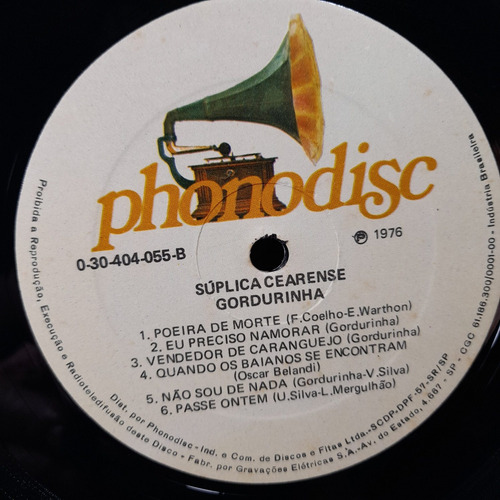 phonodisc
0-30-404-055-B
℗ 1976
SÚPLICA CEARENSE
GORDURINHA
1. POEIRA DE MORTE (F.Coelho-E.Warthon)
2. EU PRECISO NAMORAR (Gordurinha)
3. VENDEDOR DE CARANGUEJO (Gordurinha)
4. QUANDO OS BAIANOS SE ENCONTRAM
(Oscar Belandi)
5. NÃO SOU DE NADA (Gordurinha-V.Silva)
6. PASSE ONTEM (U.Silva-L.Mergulhão)
Proibida a Reprodução, Execução e Radioteledifusão deste Disco • Fabr. por Gravações Elétricas S.A.-Av. do Estado, 4.667 - SP - CGC 61.186.300/0001-00 - Indústria Brasileira
Dist. por Phonodisc-Ind. e Com. de Discos e Fitas Ltda.-SCDP-DPF-57-SR/SP